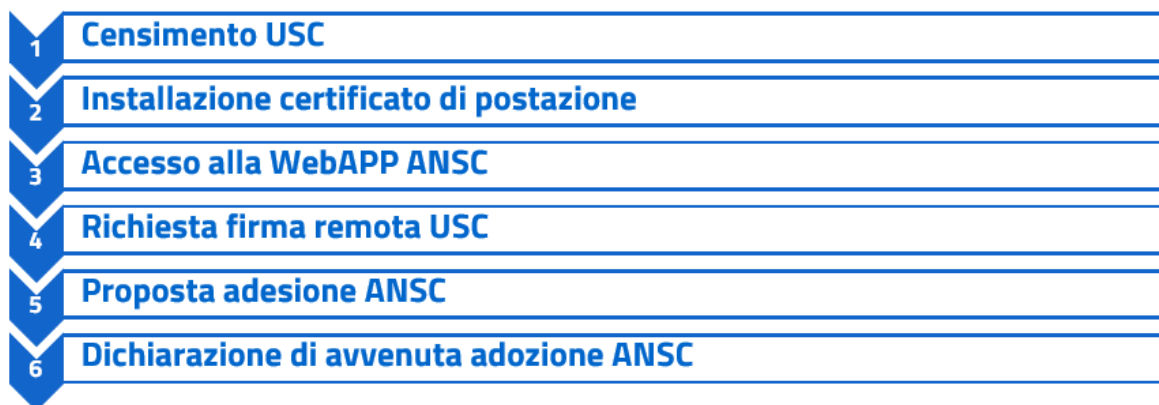 1 Censimento USC
2 Installazione certificato di postazione
3 Accesso alla WebAPP ANSC
4 Richiesta firma remota USC
5 Proposta adesione ANSC
6 Dichiarazione di avvenuta adozione ANSC